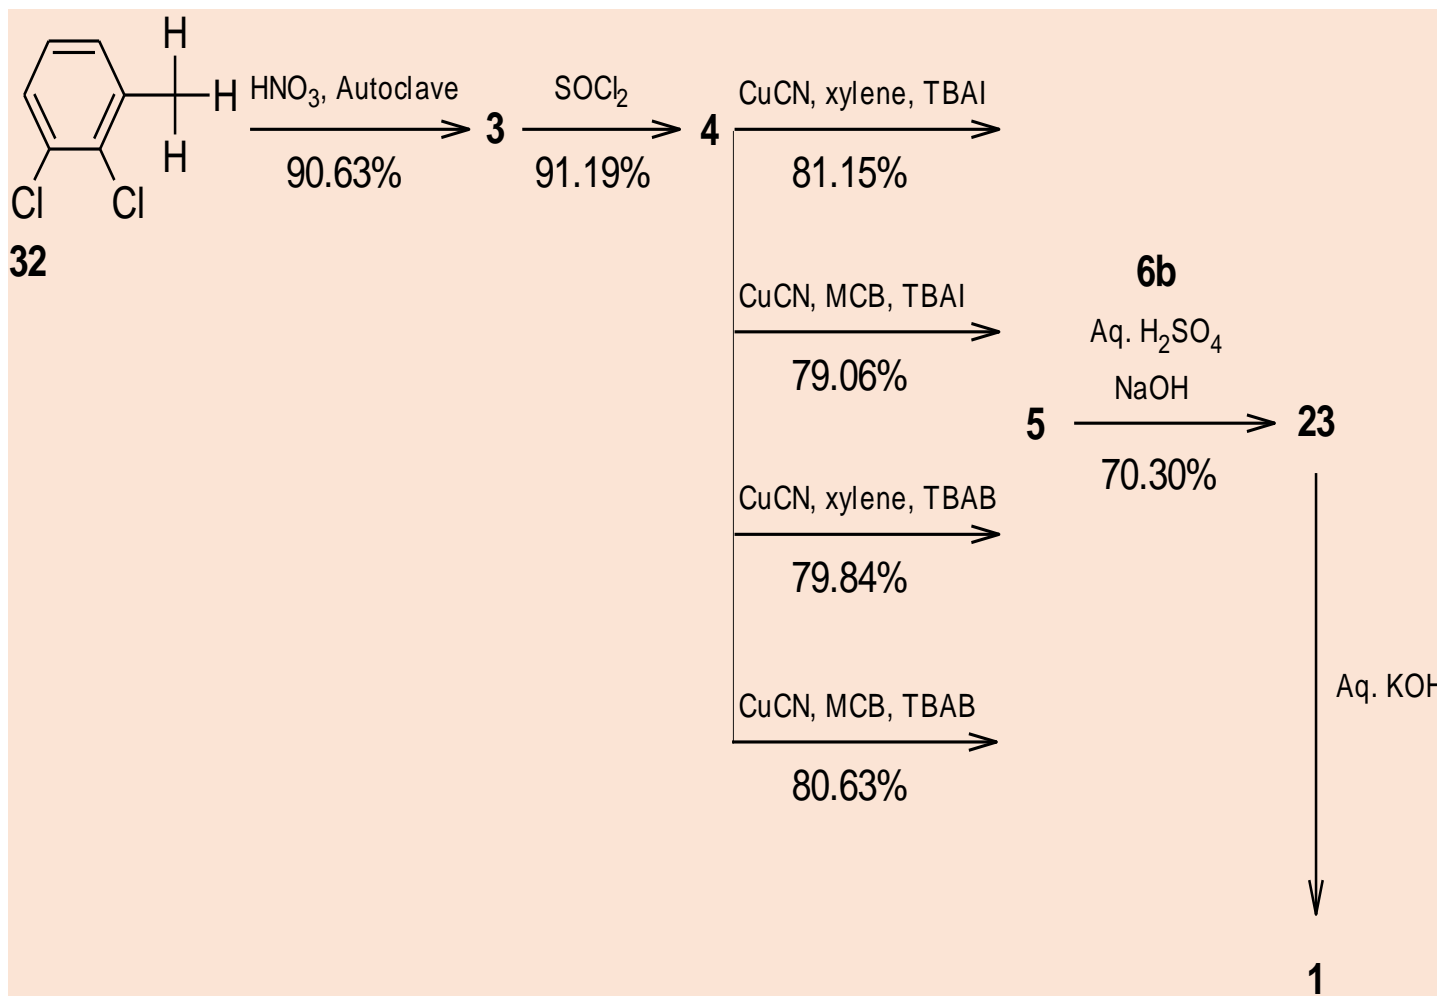 H
H
H
Cl
Cl
32
HNO3, Autoclave
90.63%
3
SOCl2
91.19%
4
CuCN, xylene, TBAI
81.15%
CuCN, MCB, TBAI
79.06%
CuCN, xylene, TBAB
79.84%
CuCN, MCB, TBAB
80.63%
5
6b
Aq. H2SO4
NaOH
70.30%
23
Aq. KOH
1